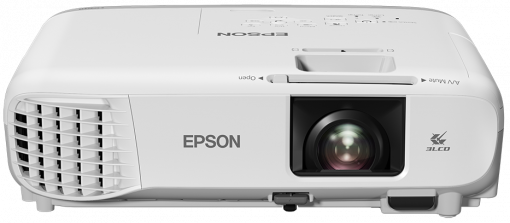 EPSON
A/V Mute ▸
◂ Open
EPSON
3LCD